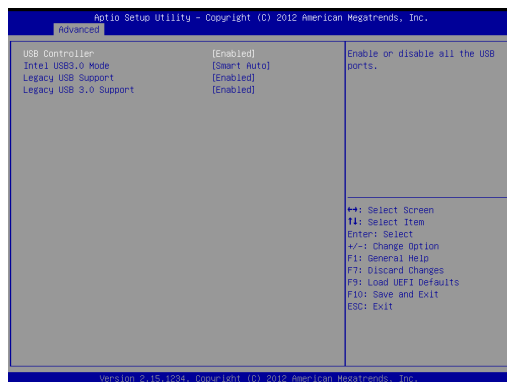 Aptio Setup Utility – Copyright (C) 2012 American Megatrends, Inc.
Advanced
USB Controller [Enabled]
Intel USB3.0 Mode [Smart Auto]
Legacy USB Support [Enabled]
Legacy USB 3.0 Support [Enabled]
Enable or disable all the USB
ports.
↔: Select Screen
↑↓: Select Item
Enter: Select
+/-: Change Option
F1: General Help
F7: Discard Changes
F9: Load UEFI Defaults
F10: Save and Exit
ESC: Exit
Version 2.15.1234. Copyright (C) 2012 American Megatrends, Inc.